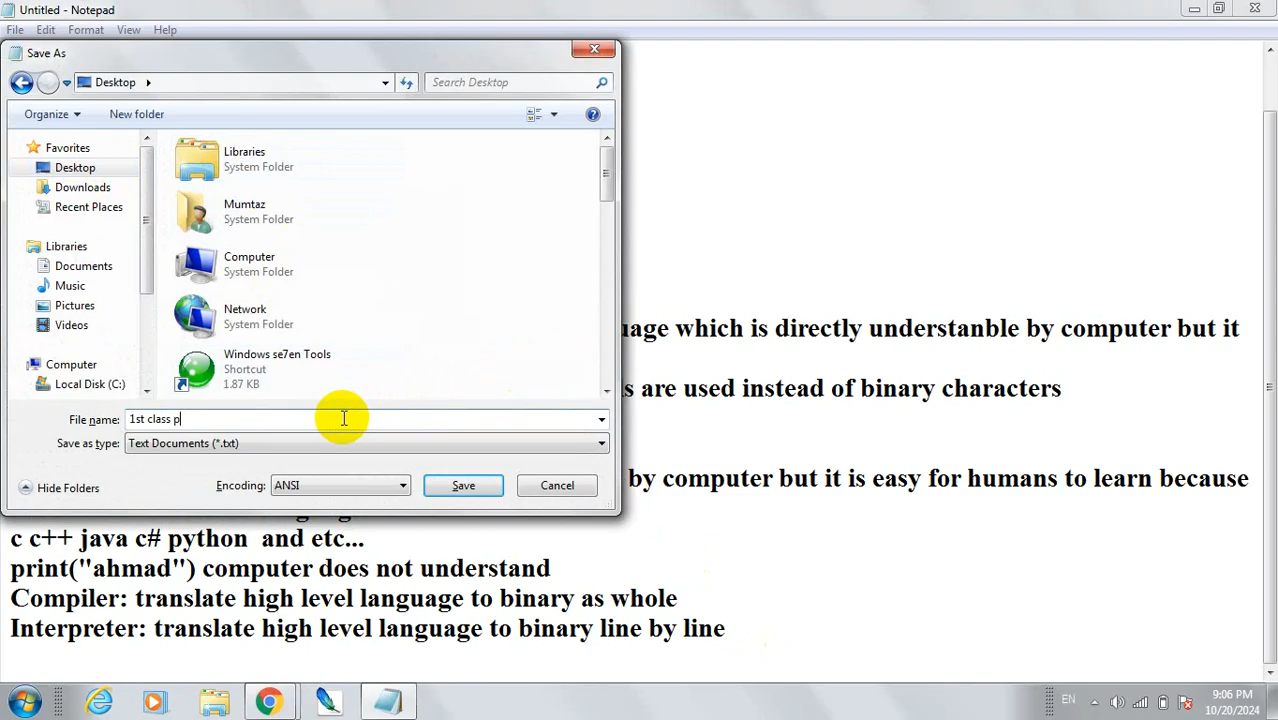 Untitled - Notepad
File Edit Format View Help
Save As
Desktop
Search Desktop
Organize New folder
Favorites
Desktop
Downloads
Recent Places
Libraries
Documents
Music
Pictures
Videos
Computer
Local Disk (C:)
Libraries
System Folder
Mumtaz
System Folder
Computer
System Folder
Network
System Folder
Windows se7en Tools
Shortcut
1.87 KB
File name: 1st class p
Save as type: Text Documents (*.txt)
Hide Folders
Encoding: ANSI
Save Cancel
which is directly understanble by computer but it
are used instead of binary characters
by computer but it is easy for humans to learn because
c c++ java c# python and etc...
print("ahmad") computer does not understand
Compiler: translate high level language to binary as whole
Interpreter: translate high level language to binary line by line
EN
9:06 PM
10/20/2024